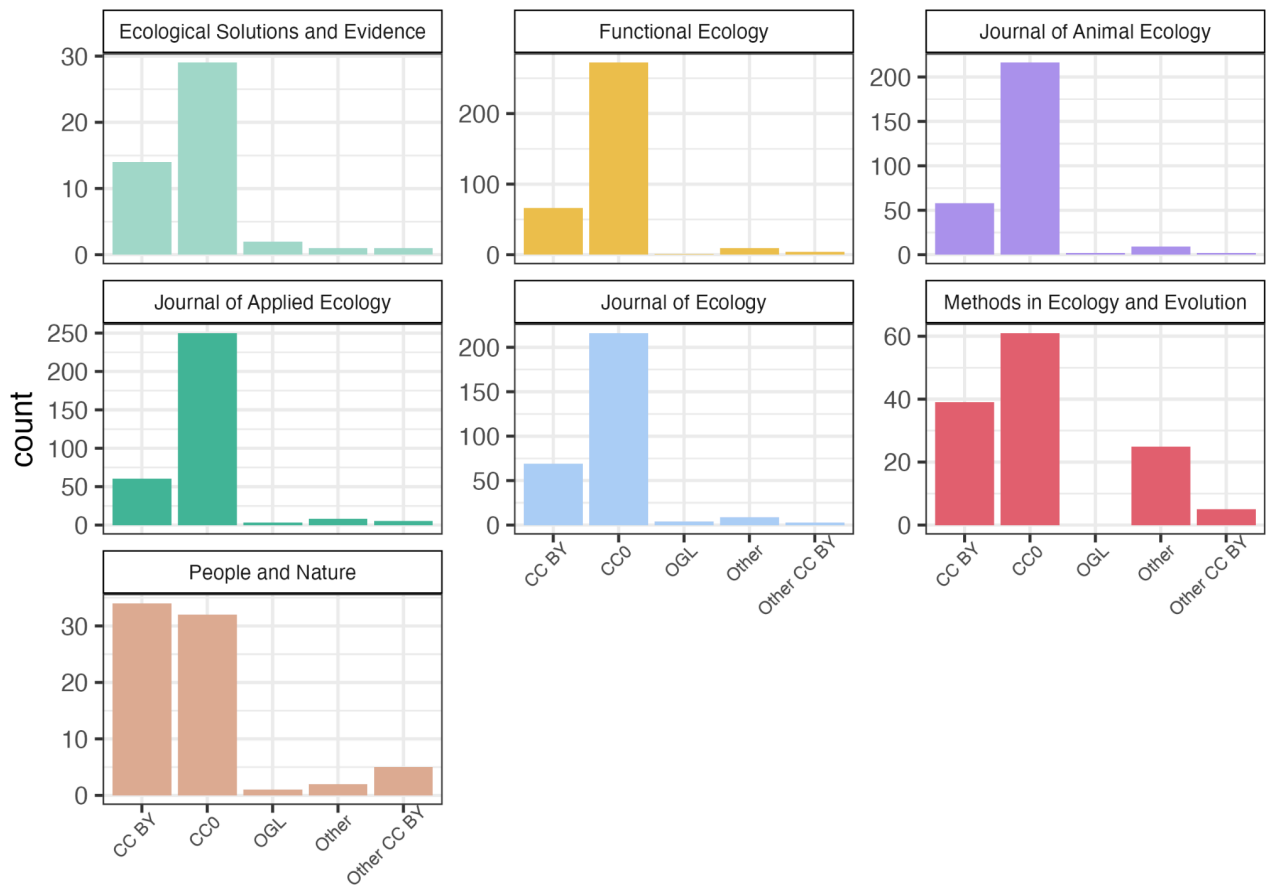 Ecological Solutions and Evidence
Functional Ecology
Journal of Animal Ecology
30
20
10
0
200
100
0
200
150
100
50
0
Journal of Applied Ecology
Journal of Ecology
Methods in Ecology and Evolution
count
250
200
150
100
50
0
200
150
100
50
0
60
40
20
0
CC BY
CC0
OGL
Other
Other CC BY
CC BY
CC0
OGL
Other
Other CC BY
People and Nature
30
20
10
0
CC BY
CC0
OGL
Other
Other CC BY